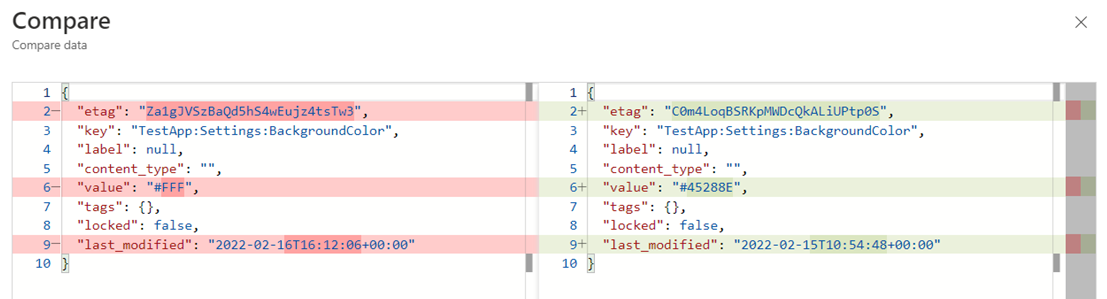 Compare
Compare data
1 {
2− "etag": "Za1gJVSzBaQd5hS4wEujz4tsTw3",
3 "key": "TestApp:Settings:BackgroundColor",
4 "label": null,
5 "content_type": "",
6− "value": "#FFF",
7 "tags": {},
8 "locked": false,
9− "last_modified": "2022-02-16T16:12:06+00:00"
10 }
1 {
2+ "etag": "C0m4LoqBSRKpMWDcQkALiUPtp0S",
3 "key": "TestApp:Settings:BackgroundColor",
4 "label": null,
5 "content_type": "",
6+ "value": "#45288E",
7 "tags": {},
8 "locked": false,
9+ "last_modified": "2022-02-15T10:54:48+00:00"
10 }